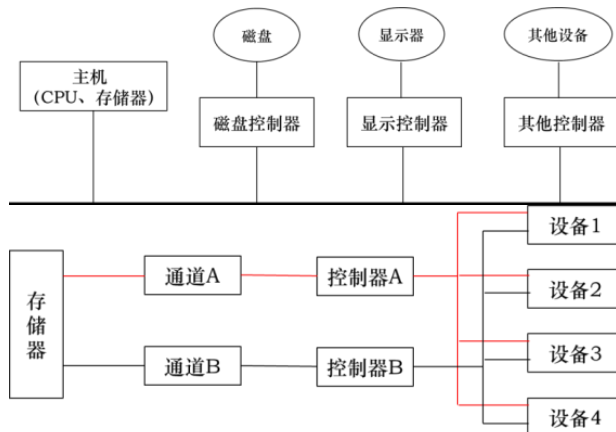 磁盘
显示器
其他设备
主机
(CPU、存储器)
磁盘控制器
显示控制器
其他控制器
存储器
通道A
控制器A
通道B
控制器B
设备1
设备2
设备3
设备4